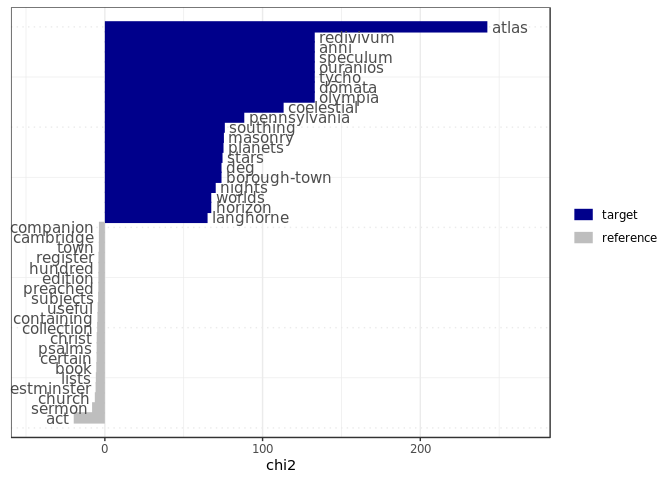 atlas
redivivum
anni
speculum
ouranios
tycho
domata
olympia
coelestial
pennsylvania
southing
masonry
planets
stars
deg
borough-town
nights
worlds
horizon
langhorne
companion
cambridge
town
register
hundred
edition
preached
subjects
useful
containing
collection
christ
psalms
certain
book
lists
estminster
church
sermon
act
target
reference
0 100 200
chi2